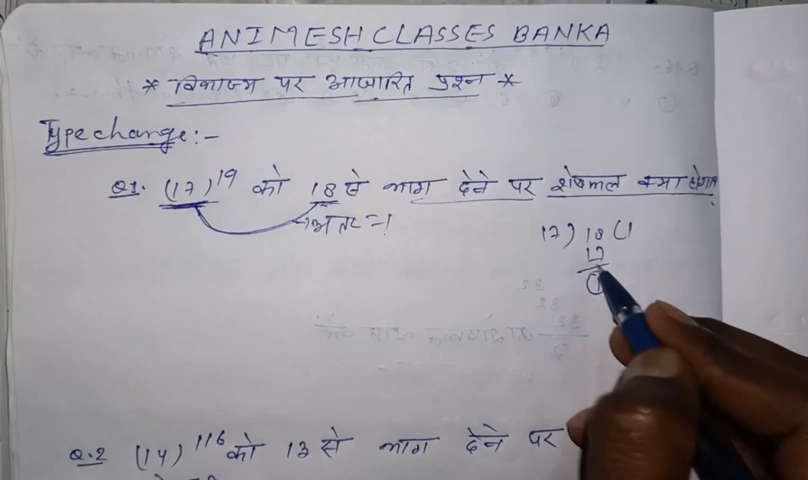 ANIMESH CLASSES BANKA
* विभाज्य पर आधारित प्रश्न *
Type change:-
Q1. (17)^19 को 18 से भाग देने पर शेषफल क्या होगा?
→ अंतर = 1
17) 18 (1
17
1
Q.2 (14)^116 को 13 से भाग देने पर